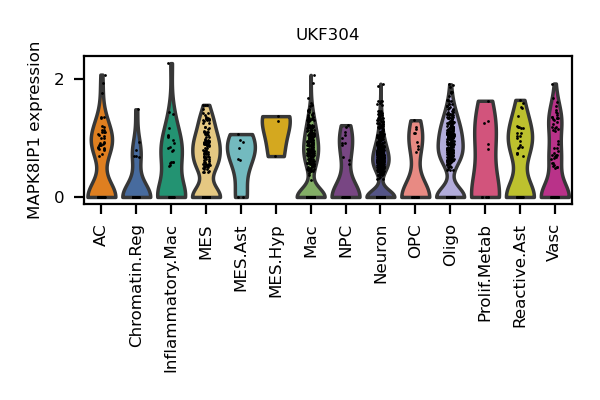 UKF304
MAPK8IP1 expression
2
0
AC
Chromatin.Reg
Inflammatory.Mac
MES
MES.Ast
MES.Hyp
Mac
NPC
Neuron
OPC
Oligo
Prolif.Metab
Reactive.Ast
Vasc